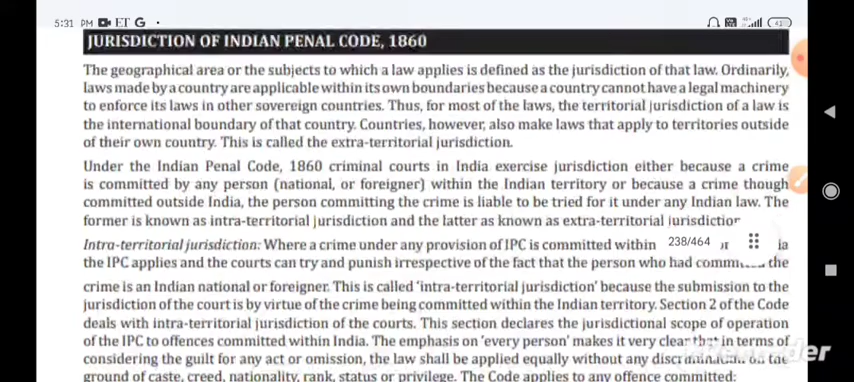 5:31 PM ET G
JURISDICTION OF INDIAN PENAL CODE, 1860
The geographical area or the subjects to which a law applies is defined as the jurisdiction of that law. Ordinarily,
laws made by a country are applicable within its own boundaries because a country cannot have a legal machinery
to enforce its laws in other sovereign countries. Thus, for most of the laws, the territorial jurisdiction of a law is
the international boundary of that country. Countries, however, also make laws that apply to territories outside
of their own country. This is called the extra-territorial jurisdiction.
Under the Indian Penal Code, 1860 criminal courts in India exercise jurisdiction either because a crime
is committed by any person (national, or foreigner) within the Indian territory or because a crime though
committed outside India, the person committing the crime is liable to be tried for it under any Indian law. The
former is known as intra-territorial jurisdiction and the latter as known as extra-territorial jurisdiction
Intra-territorial jurisdiction: Where a crime under any provision of IPC is committed within 238/464
the IPC applies and the courts can try and punish irrespective of the fact that the person who had the
crime is an Indian national or foreigner. This is called 'intra-territorial jurisdiction' because the submission to the
jurisdiction of the court is by virtue of the crime being committed within the Indian territory. Section 2 of the Code
deals with intra-territorial jurisdiction of the courts. This section declares the jurisdictional scope of operation
of the IPC to offences committed within India. The emphasis on 'every person' makes it very clear that in terms of
considering the guilt for any act or omission, the law shall be applied equally without any discrimination on the
ground of caste, creed, nationality, rank, status or privilege. The Code applies to any offence committed: